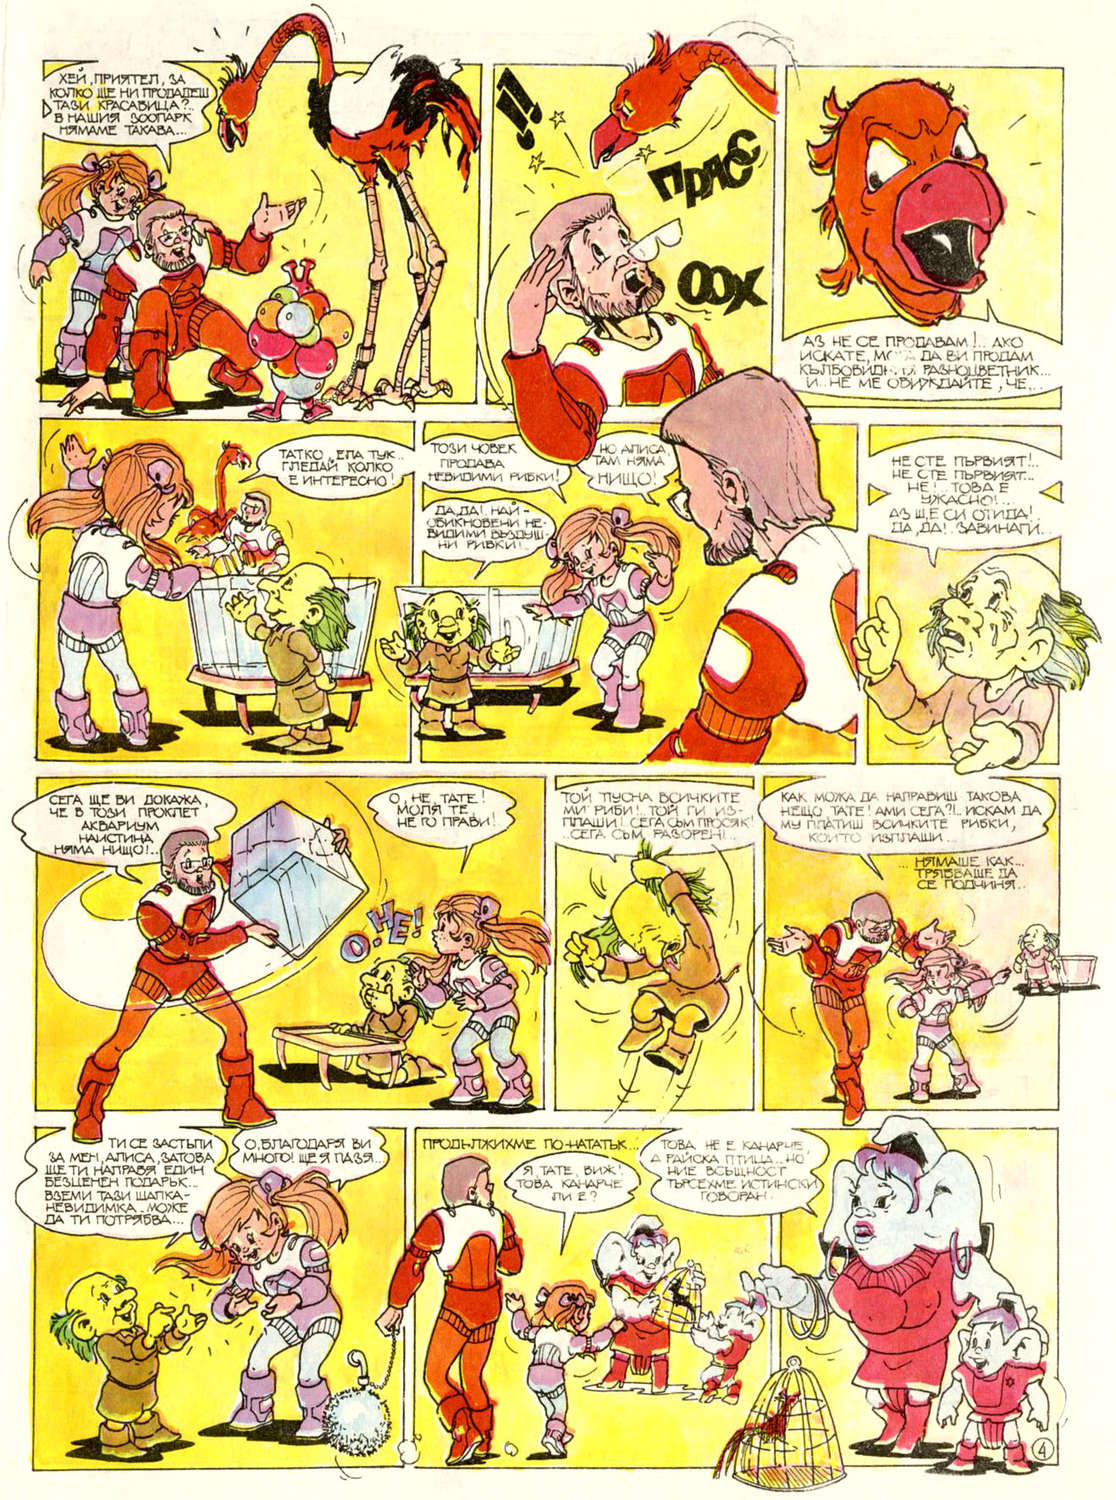 ХЕЙ, ПРИЯТЕЛ, ЗА
КОЛКО ЩЕ НИ ПРОДАДЕШ
ТАЗИ КРАСАВИЦА?..
В НАШИЯ ЗООПАРК
НЯМАМЕ ТАКАВА...
!!
ПРЯС
ООХ
АЗ НЕ СЕ ПРОДАВАМ!.. АКО
ИСКАТЕ, ДА ВИ ПРОДАМ
РАЗНОЦВЕТНИК...
И.. НЕ МЕ ОБИЖДАЙТЕ, ЧЕ...
ТАТКО, ЕЛА ТУК..
ГЛЕДАЙ КОЛКО
Е ИНТЕРЕСНО!
ТОЗИ ЧОВЕК
ПРОДАВА
НЕВИДИМИ РИБКИ!
НО АЛИСА,
ТАМ НЯМА
НИЩО!
ДА, ДА!. НАЙ-
ОБИКНОВЕНИ НЕ-
ВИДИМИ ВЪЗДУШ-
НИ РИБКИ!..
НЕ СТЕ ПЪРВИЯТ!..
НЕ СТЕ ПЪРВИЯТ...
НЕ! ТОВА Е
УЖАСНО!...
АЗ ЩЕ СИ ОТИДА!
ДА, ДА!. ЗАВИНАГИ..
СЕГА ЩЕ ВИ ДОКАЖА,
ЧЕ В ТОЗИ ПРОКЛЕТ
АКВАРИУМ
НАИСТИНА
НЯМА НИЩО!..
О, НЕ, ТАТЕ!
МОЛЯ ТЕ,
НЕ ГО ПРАВИ!
О, НЕ!
ТОЙ ПУСНА ВСИЧКИТЕ
МИ РИБИ! ТОЙ ГИ ИЗ-
ПЛАШИ! СЕГА СЪМ ПРОСЯК!
...СЕГА СЪМ РАЗОРЕН!...
КАК МОЖА ДА НАПРАВИШ ТАКОВА
НЕЩО ТАТЕ! АМИ СЕГА?!.. ИСКАМ ДА
МУ ПЛАТИШ ВСИЧКИТЕ РИБКИ,
КОИТО ИЗПЛАШИ...
... НЯМАШЕ КАК...
ТРЯБВАШЕ ДА
СЕ ПОДЧИНЯ..
ТИ СЕ ЗАСТЪПИ
ЗА МЕН, АЛИСА, ЗАТОВА
ЩЕ ТИ НАПРАВЯ ЕДИН
БЕЗЦЕНЕН ПОДАРЪК...
ВЗЕМИ ТАЗИ ШАПКА-
НЕВИДИМКА.. МОЖЕ
ДА ТИ ПОТРЯБВА...
О, БЛАГОДАРЯ ВИ
МНОГО! ЩЕ Я ПАЗЯ...
ПРОДЪЛЖИХМЕ ПО-НАТАТЪК...
Я, ТАТЕ, ВИЖ!
ТОВА КАНАРЧЕ
ЛИ Е?
ТОВА НЕ Е КАНАРЧЕ,
А РАЙСКА ПТИЦА... НО
НИЕ ВСЪЩНОСТ
ТЪРСЕХМЕ ИСТИНСКИ
ГОВОРАН.
4